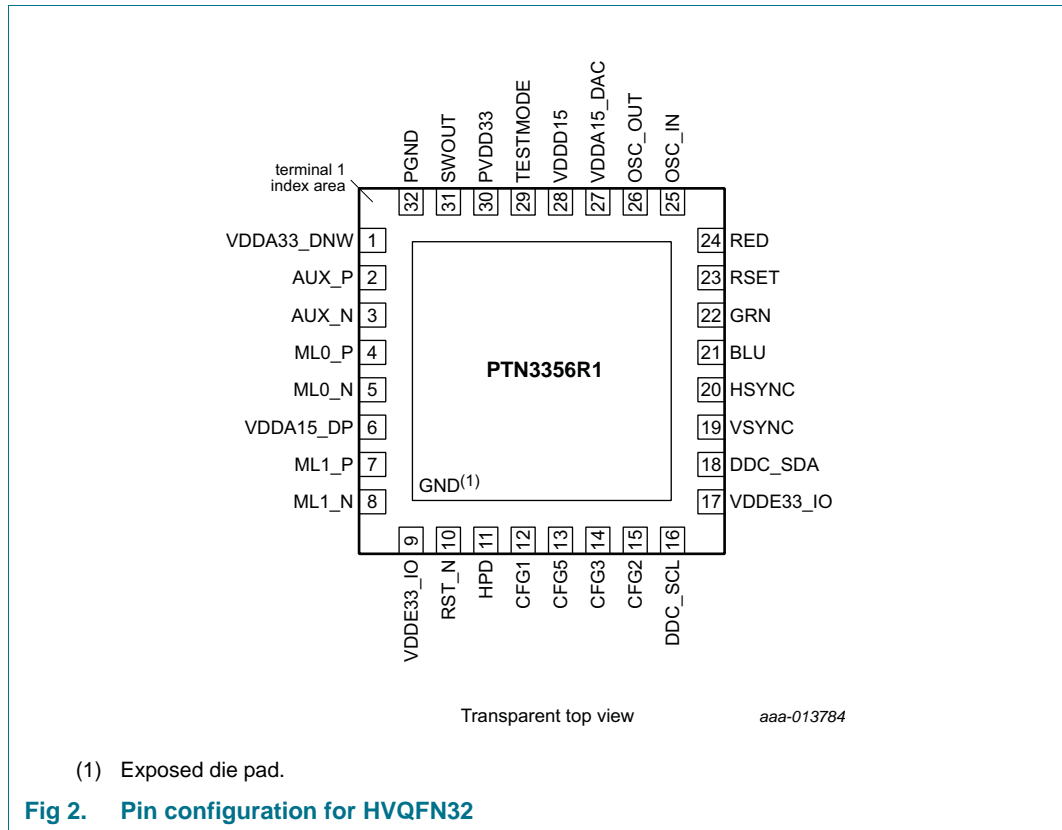 PGND
SWOUT
PVDD33
TESTMODE
VDDD15
VDDA15_DAC
OSC_OUT
OSC_IN
terminal 1
index area
32
31
30
29
28
27
26
25
VDDA33_DNW 1
AUX_P 2
AUX_N 3
ML0_P 4
ML0_N 5
VDDA15_DP 6
ML1_P 7
ML1_N 8
PTN3356R1
GND(1)
24 RED
23 RSET
22 GRN
21 BLU
20 HSYNC
19 VSYNC
18 DDC_SDA
17 VDDE33_IO
9
10
11
12
13
14
15
16
VDDE33_IO
RST_N
HPD
CFG1
CFG5
CFG3
CFG2
DDC_SCL
Transparent top view
aaa-013784
(1) Exposed die pad.
Fig 2. Pin configuration for HVQFN32